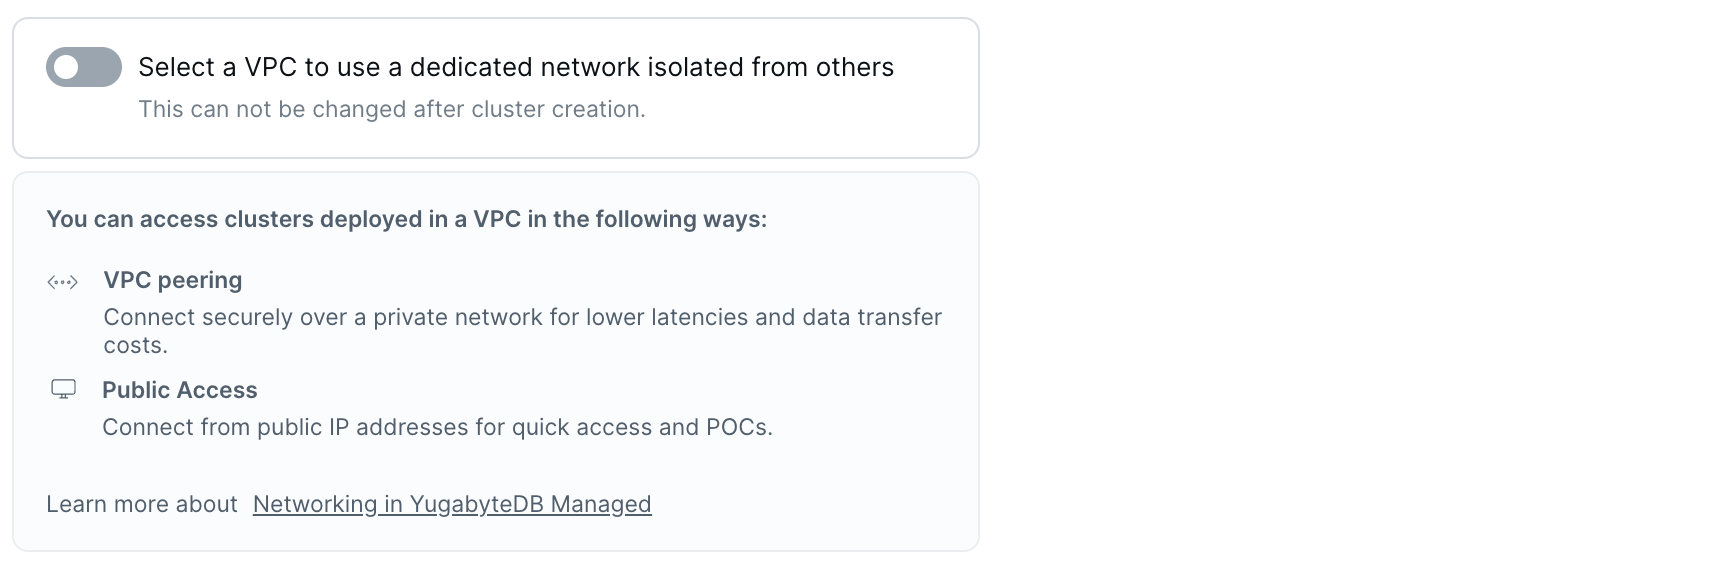 Select a VPC to use a dedicated network isolated from others
This can not be changed after cluster creation.
You can access clusters deployed in a VPC in the following ways:
VPC peering
Connect securely over a private network for lower latencies and data transfer
costs.
Public Access
Connect from public IP addresses for quick access and POCs.
Learn more about Networking in YugabyteDB Managed